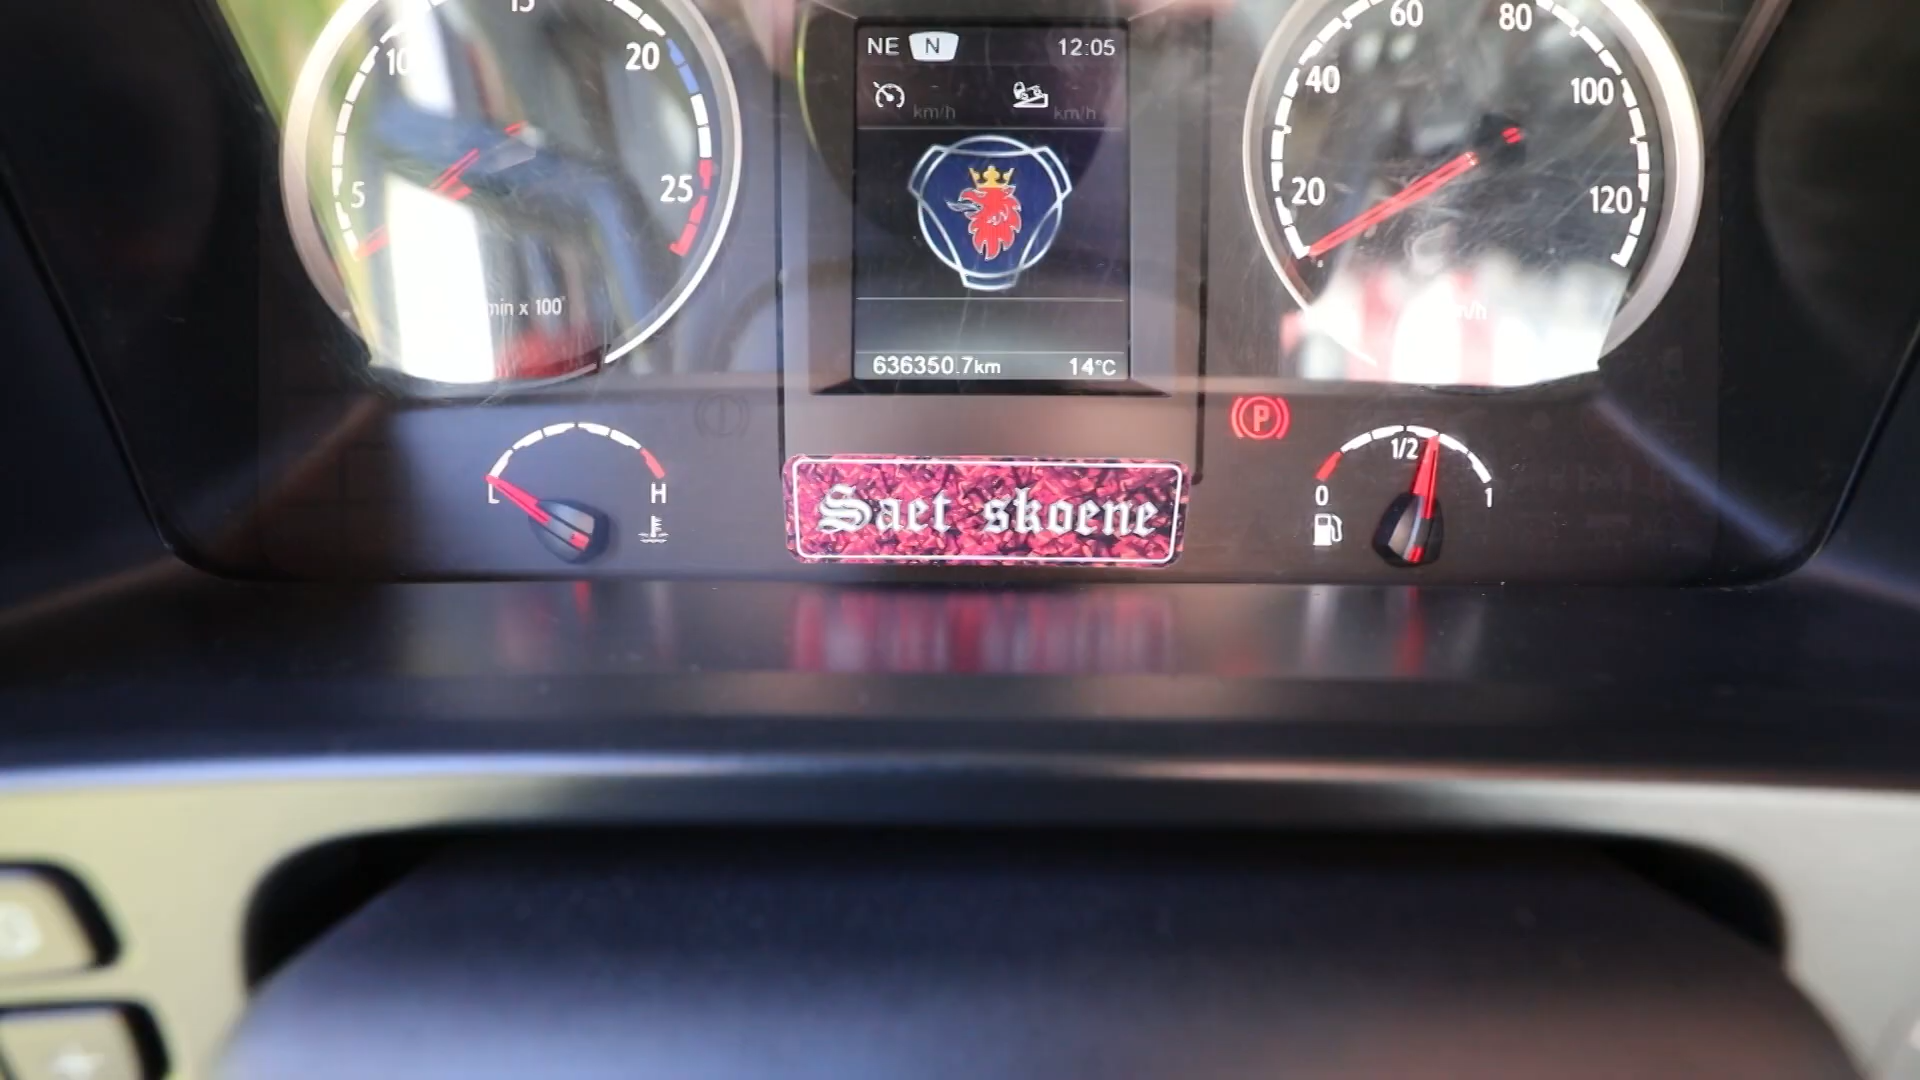 15
10
20
5
25
min x 100
NE N 12:05
km/h km/h
636350.7km 14°C
60 80
40 100
20 120
L H
Saet skoene
P
0 1/2 1